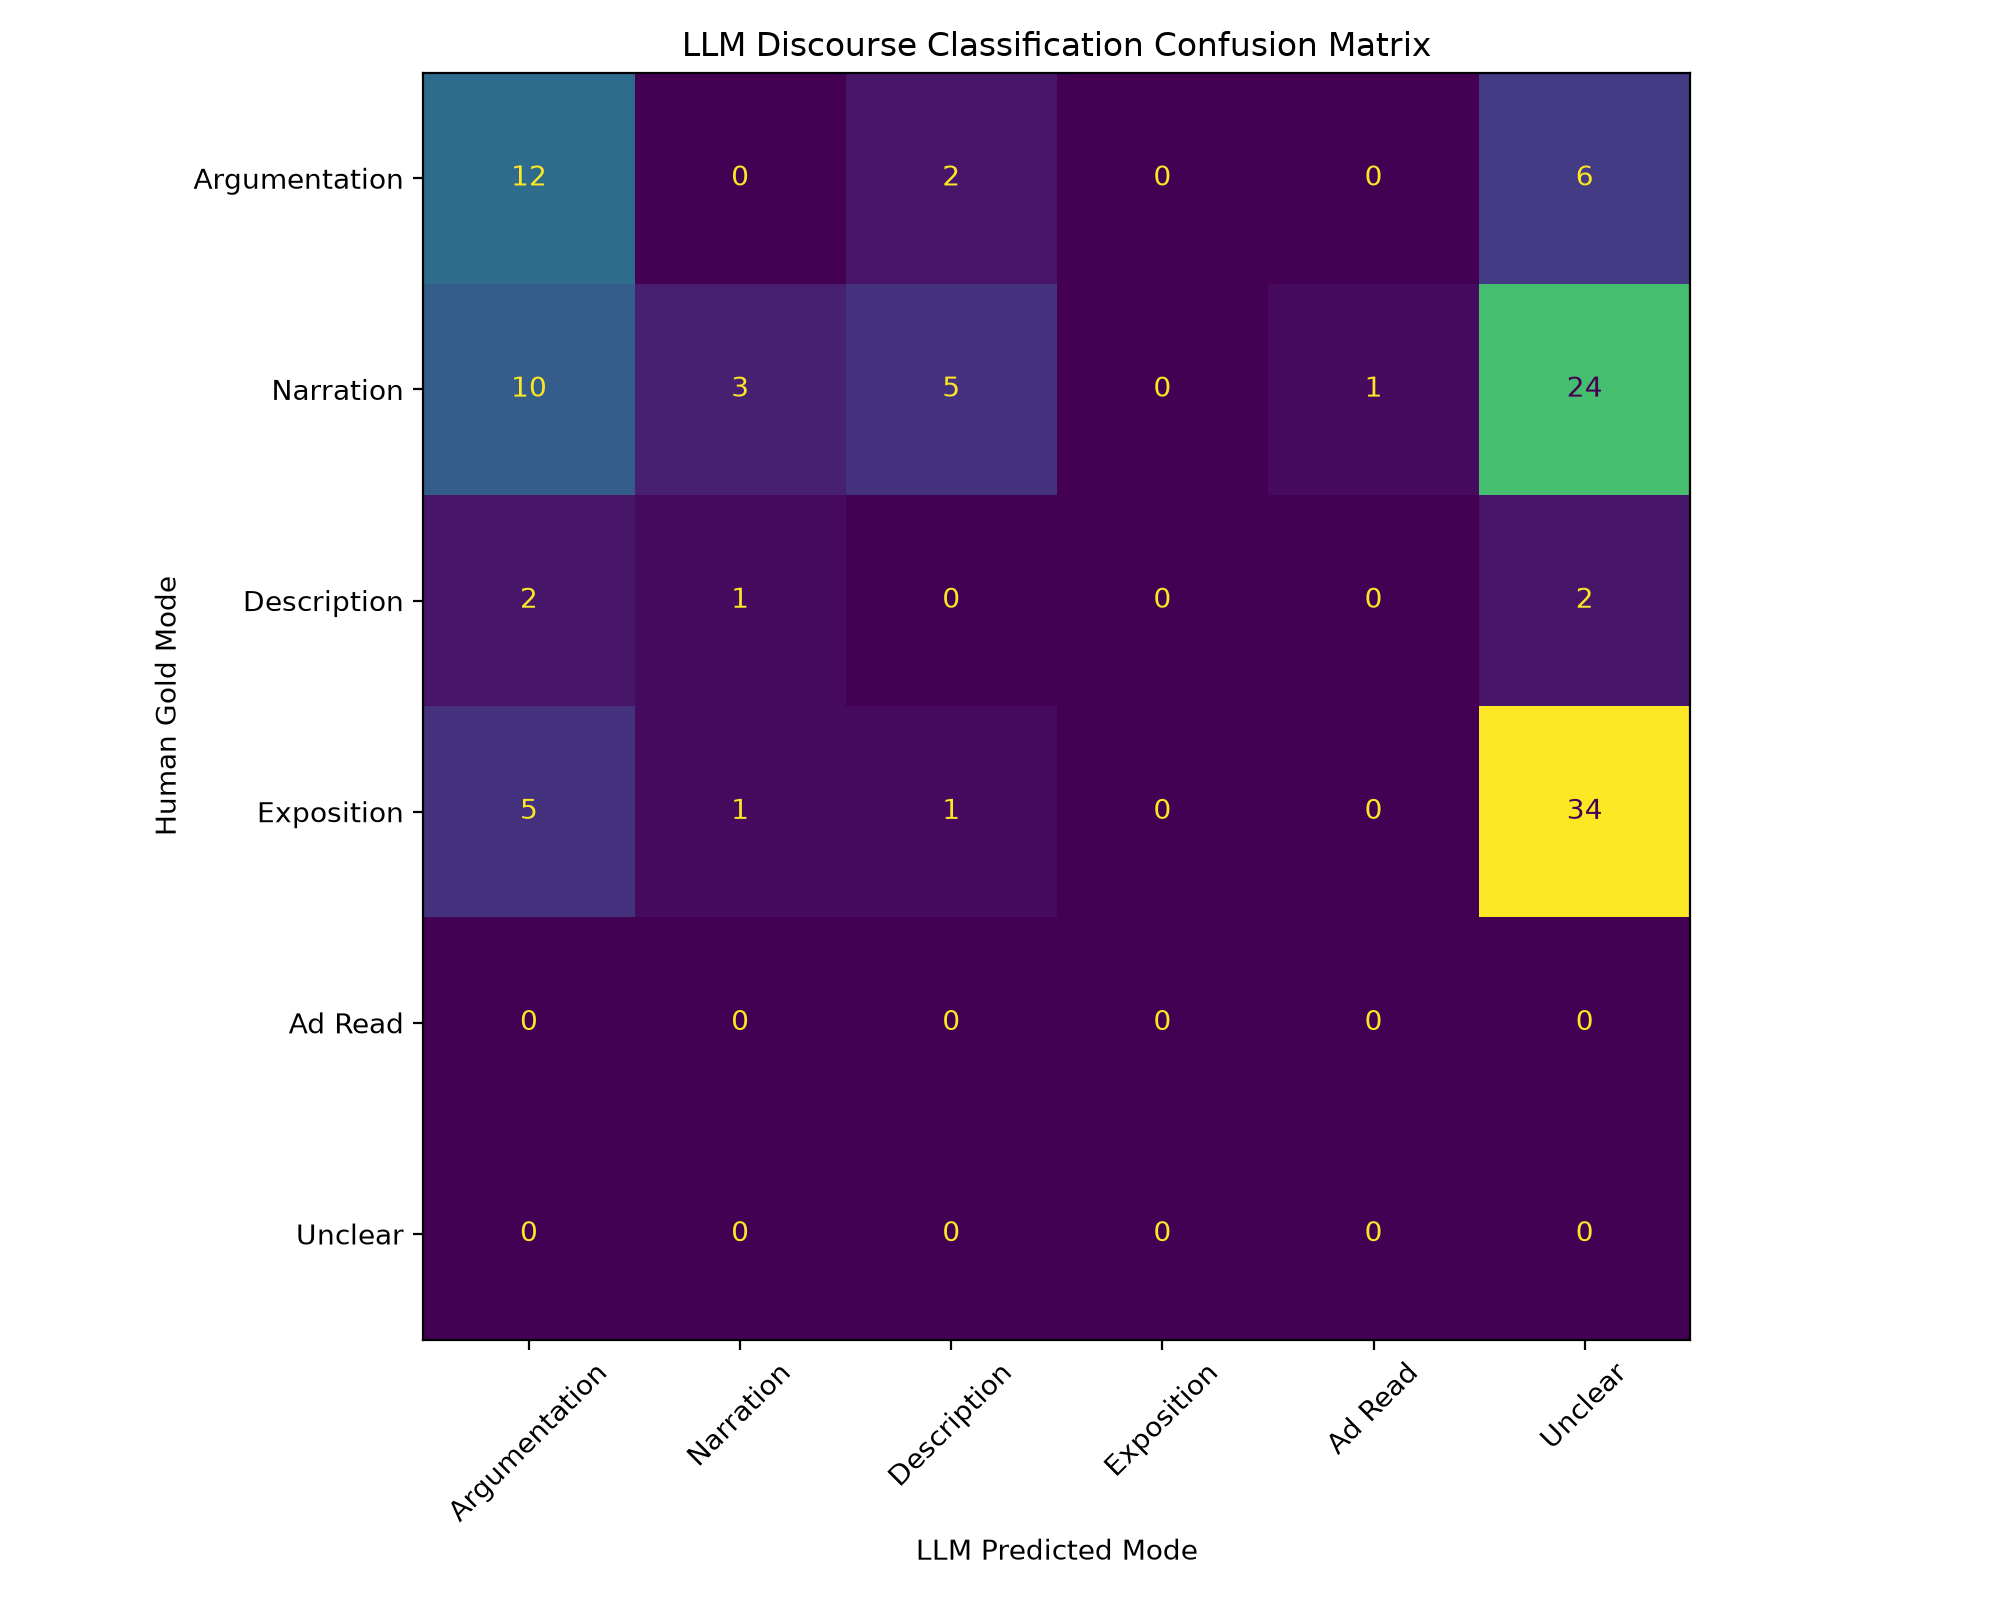 LLM Discourse Classification Confusion Matrix
Argumentation 12 0 2 0 0 6
Narration 10 3 5 0 1 24
Description 2 1 0 0 0 2
Exposition 5 1 1 0 0 34
Ad Read 0 0 0 0 0 0
Unclear 0 0 0 0 0 0
Human Gold Mode
Argumentation Narration Description Exposition Ad Read Unclear
LLM Predicted Mode